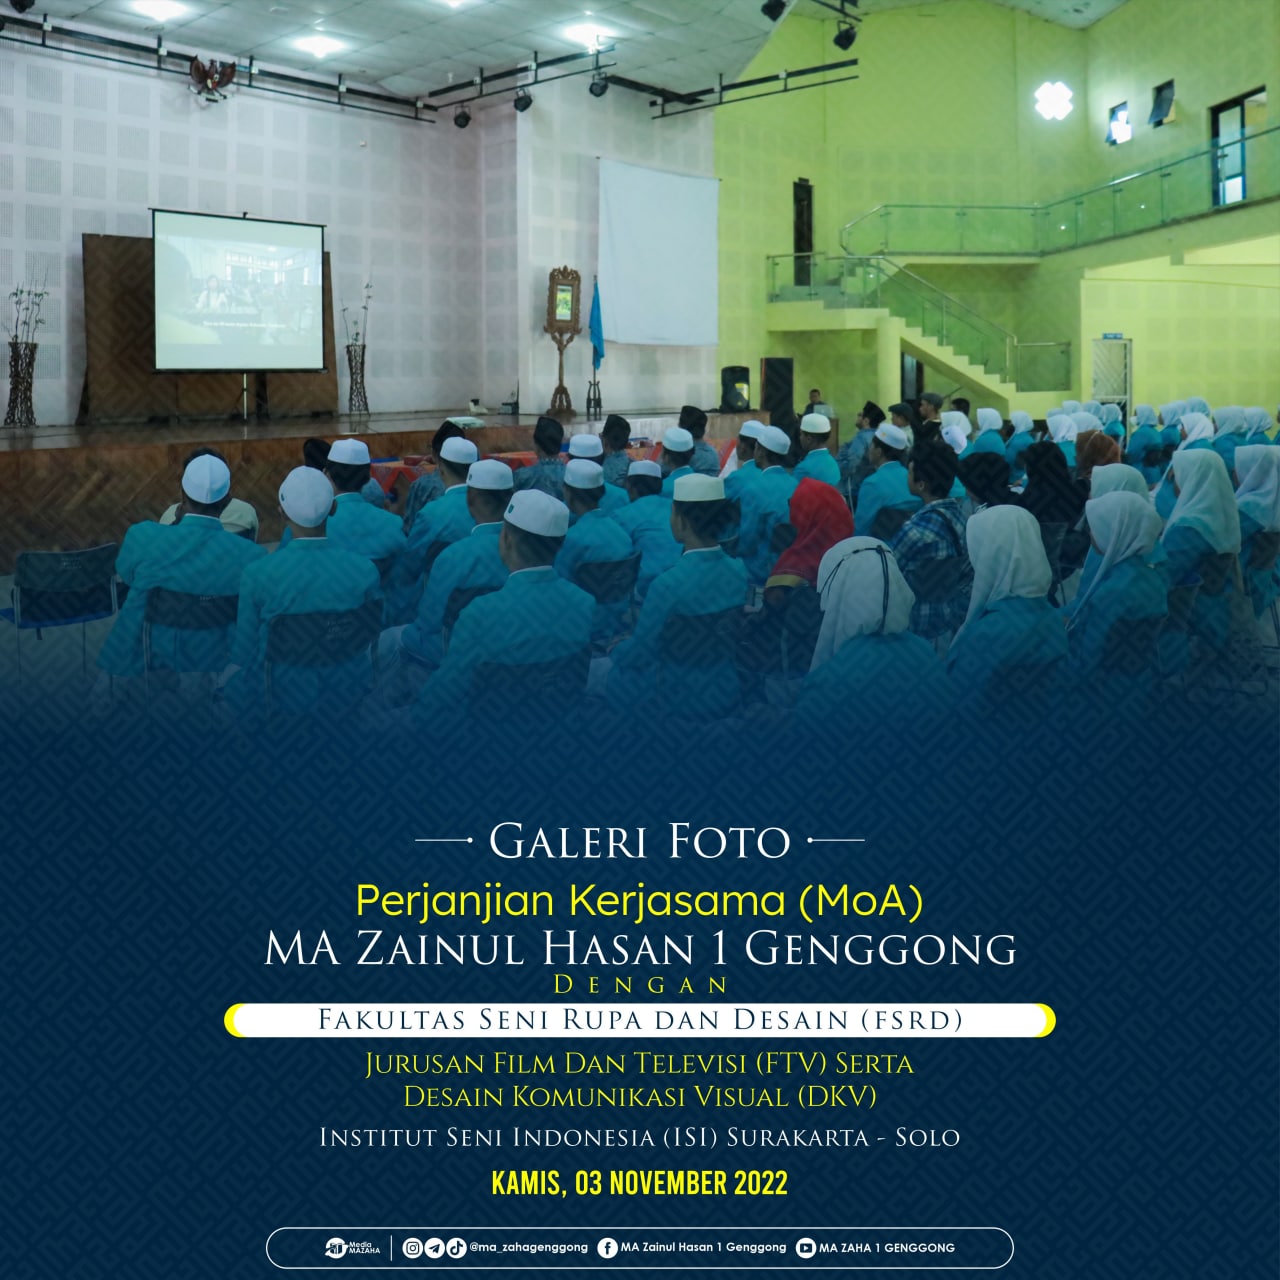 GALERI FOTO
Perjanjian Kerjasama (MoA)
MA ZAINUL HASAN 1 GENGGONG
DENGAN
FAKULTAS SENI RUPA DAN DESAIN (FSRD)
JURUSAN FILM DAN TELEVISI (FTV) SERTA
DESAIN KOMUNIKASI VISUAL (DKV)
INSTITUT SENI INDONESIA (ISI) SURAKARTA - SOLO
KAMIS, 03 NOVEMBER 2022
Media
MAZAHA
@ma_zahagenggong
MA Zainul Hasan 1 Genggong
MA ZAHA 1 GENGGONG